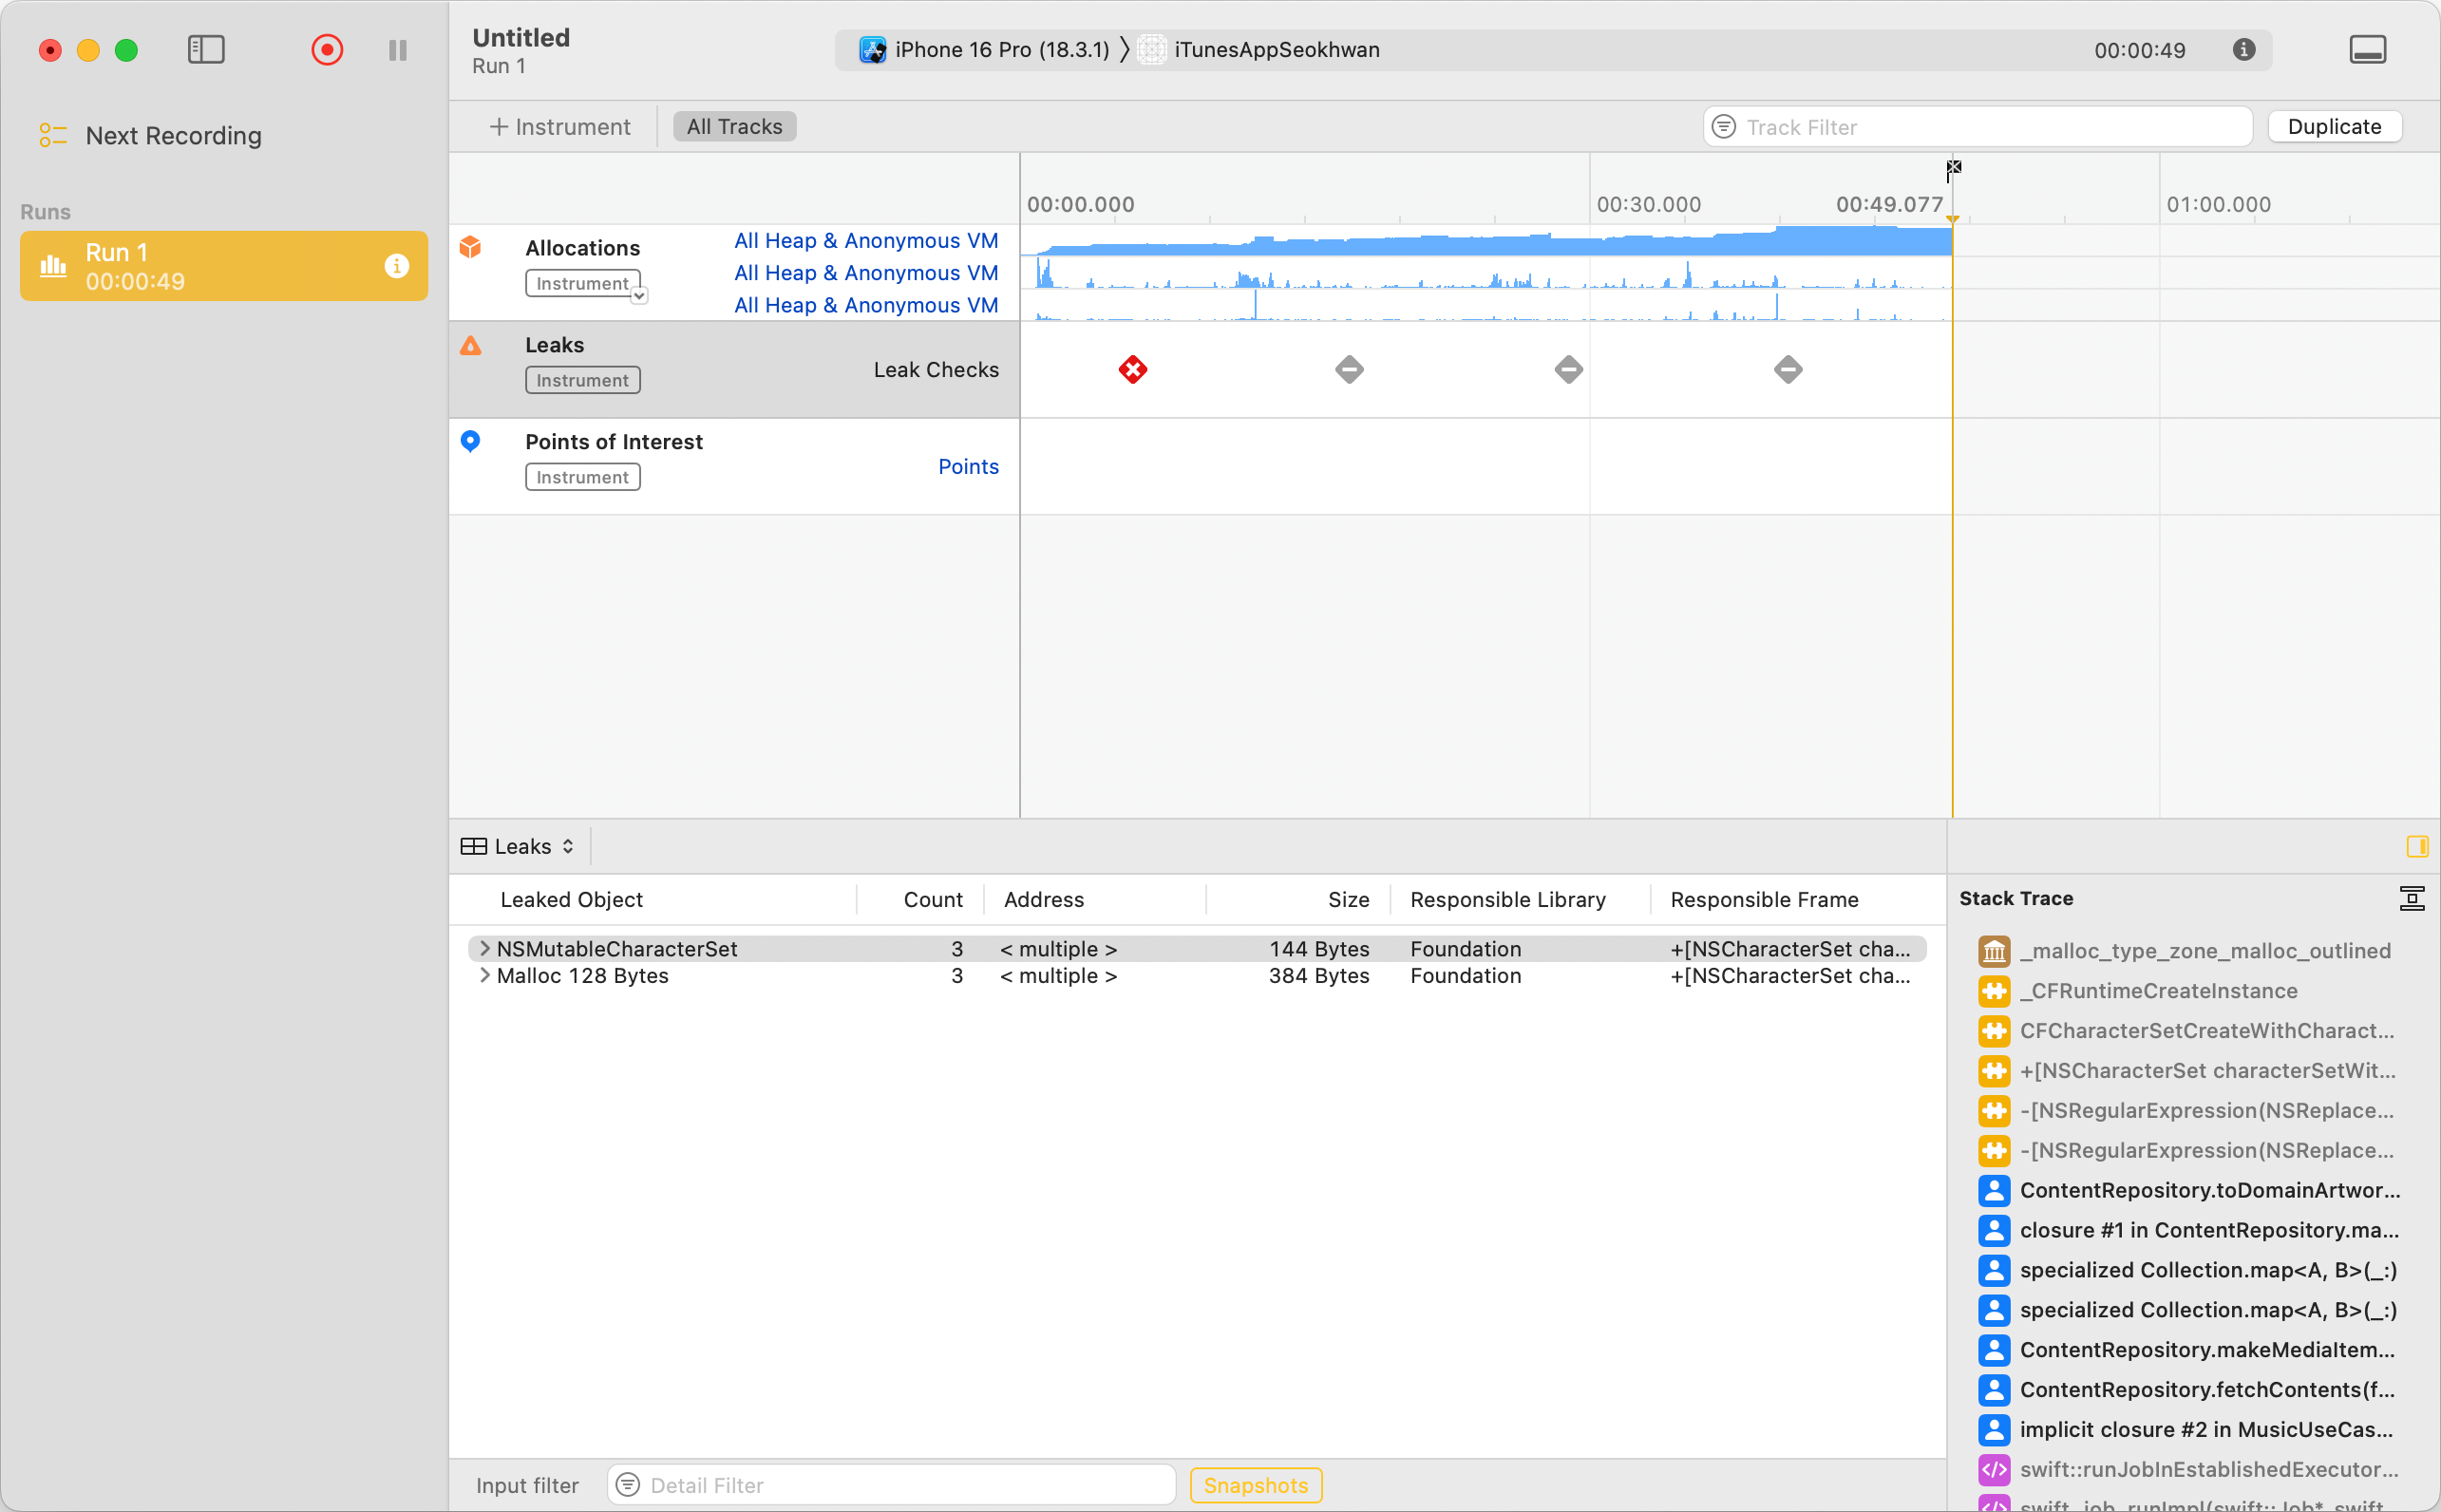 Untitled
Run 1
iPhone 16 Pro (18.3.1) 〉 iTunesAppSeokhwan
00:00:49
Next Recording
Runs
Run 1
00:00:49
+ Instrument
All Tracks
Track Filter
Duplicate
00:00.000
00:30.000
00:49.077
01:00.000
Allocations
Instrument
All Heap & Anonymous VM
All Heap & Anonymous VM
All Heap & Anonymous VM
Leaks
Instrument
Leak Checks
Points of Interest
Instrument
Points
Leaks
Leaked Object Count Address Size Responsible Library Responsible Frame
NSMutableCharacterSet 3 < multiple > 144 Bytes Foundation +[NSCharacterSet cha...
Malloc 128 Bytes 3 < multiple > 384 Bytes Foundation +[NSCharacterSet cha...
Stack Trace
_malloc_type_zone_malloc_outlined
_CFRuntimeCreateInstance
CFCharacterSetCreateWithCharact...
+[NSCharacterSet characterSetWit...
-[NSRegularExpression(NSReplace...
-[NSRegularExpression(NSReplace...
ContentRepository.toDomainArtwor...
closure #1 in ContentRepository.ma...
specialized Collection.map<A, B>(_:)
specialized Collection.map<A, B>(_:)
ContentRepository.makeMediaItem...
ContentRepository.fetchContents(f...
implicit closure #2 in MusicUseCas...
swift::runJobInEstablishedExecutor...
Input filter
Detail Filter
Snapshots